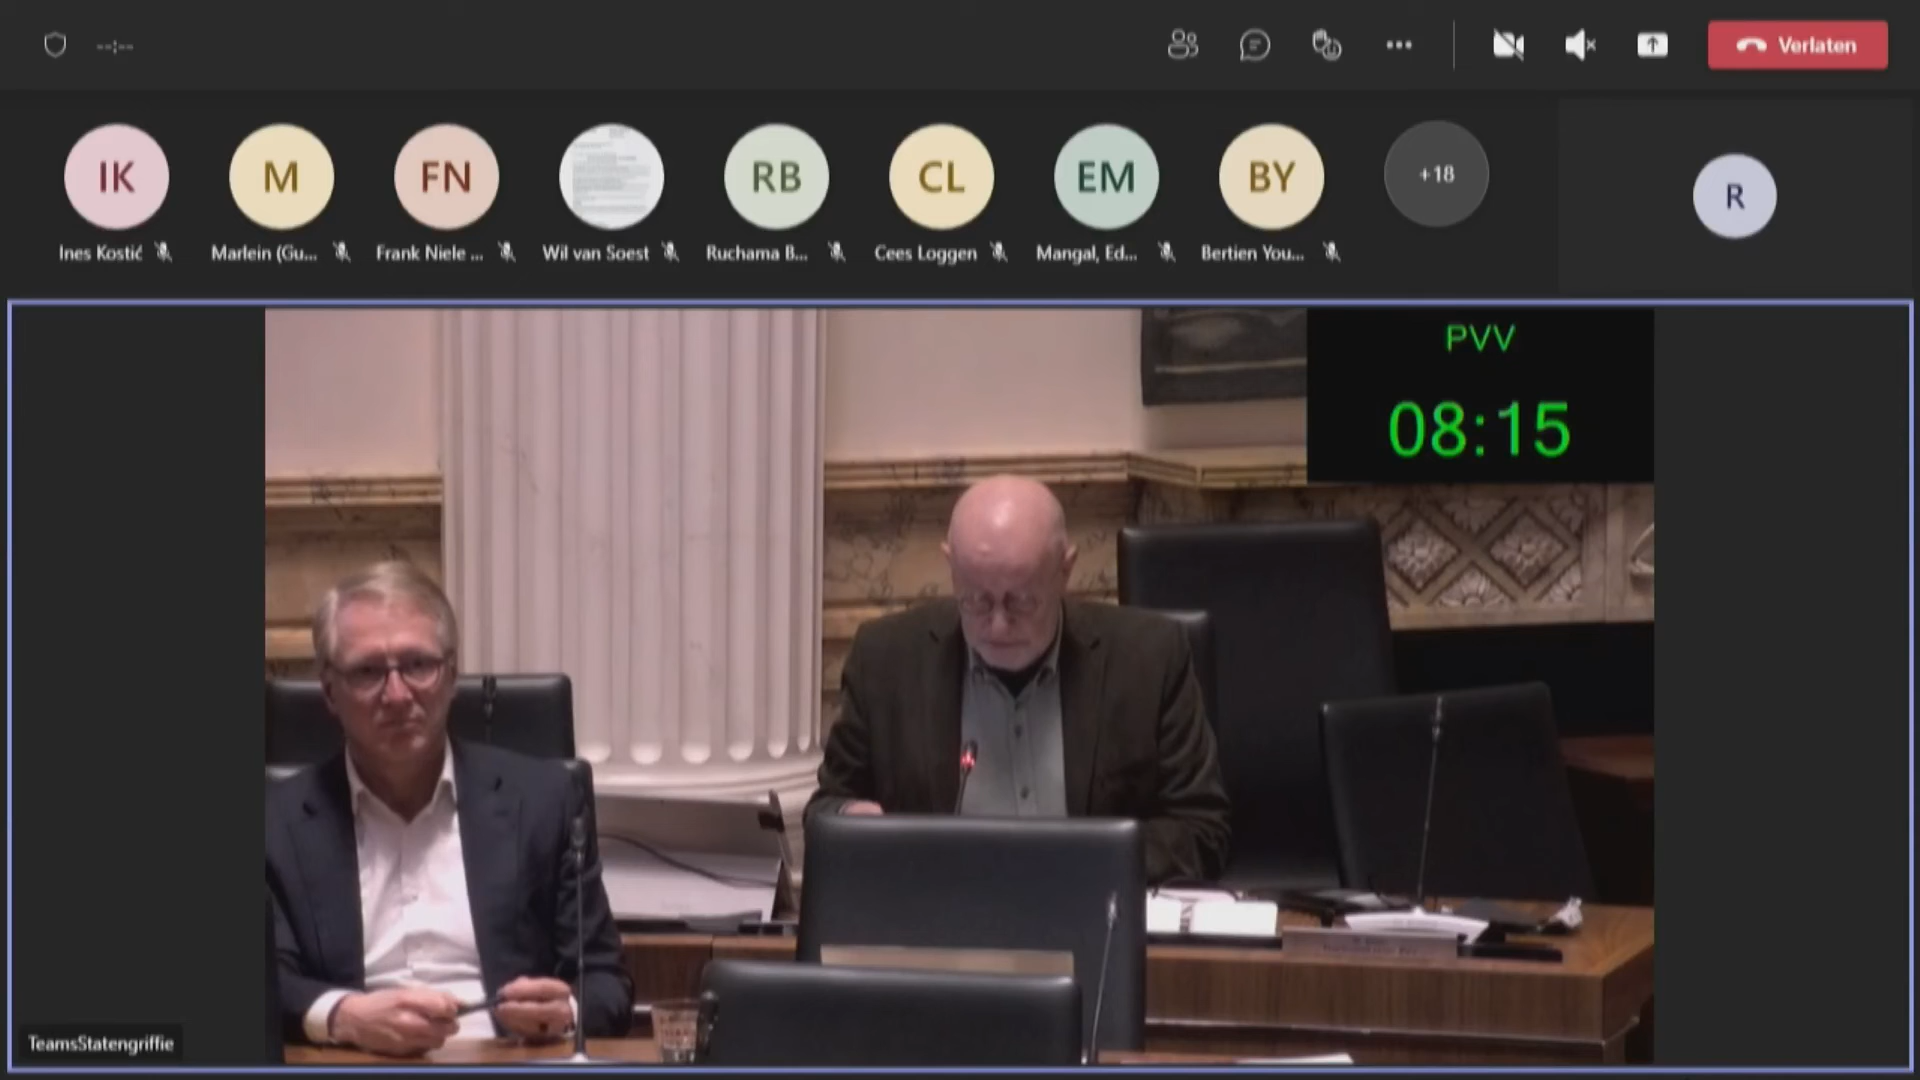 --:--
Verlaten
IK
M
FN
RB
CL
EM
BY
+18
R
Ines Kostić
Marlein (Gu...
Frank Niele ...
Wil van Soest
Ruchama B...
Cees Loggen
Mangal, Ed...
Bertien You...
PVV
08:15
TeamsStatengriffie